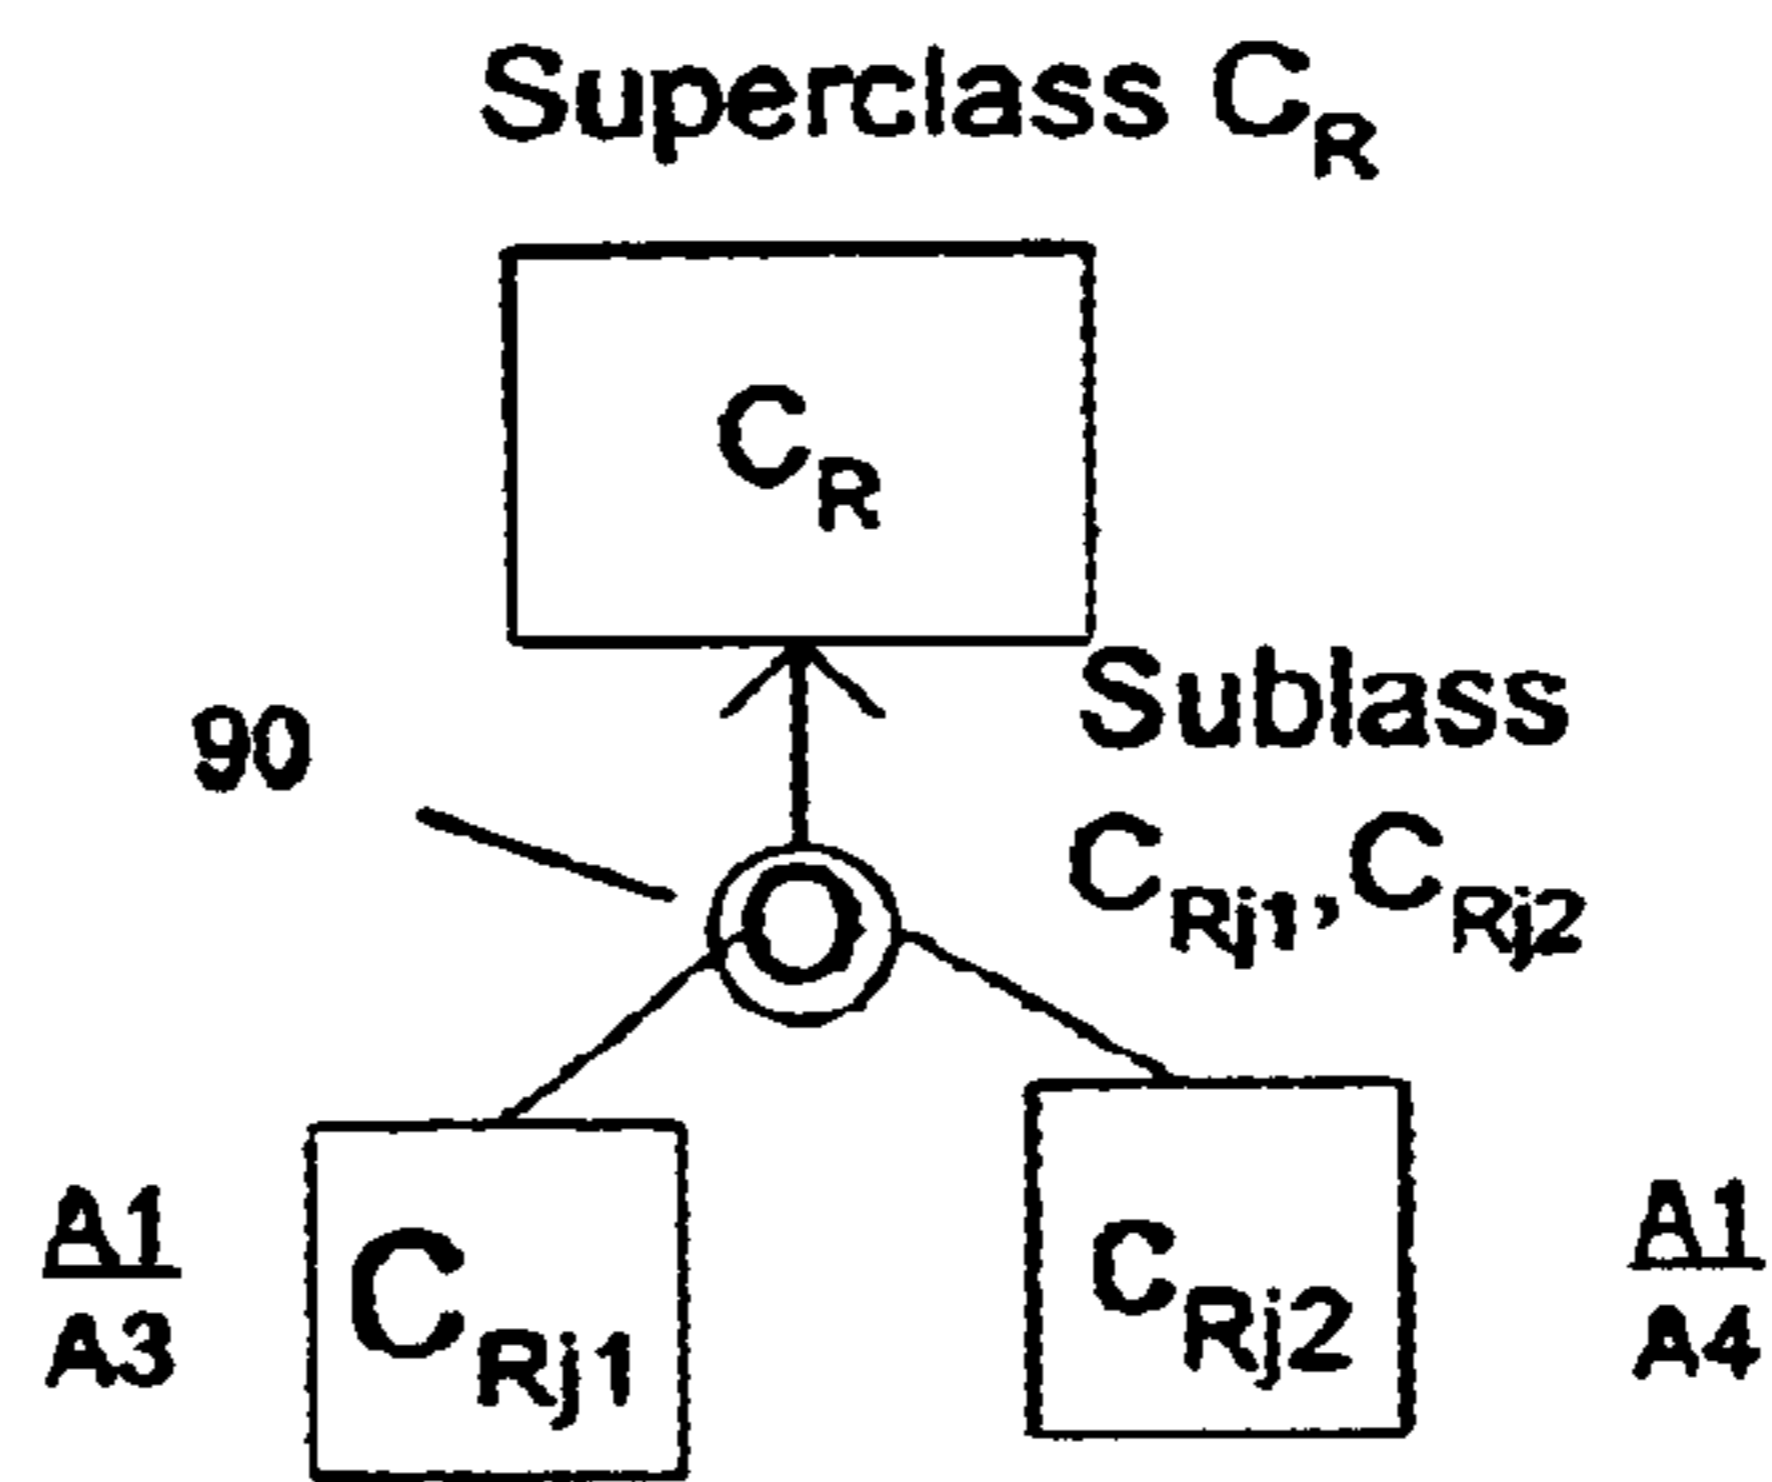 Superclass C_R
C_R
90
Sublass
C_Rj1, C_Rj2
O
A1
A3
C_Rj1
C_Rj2
A1
A4